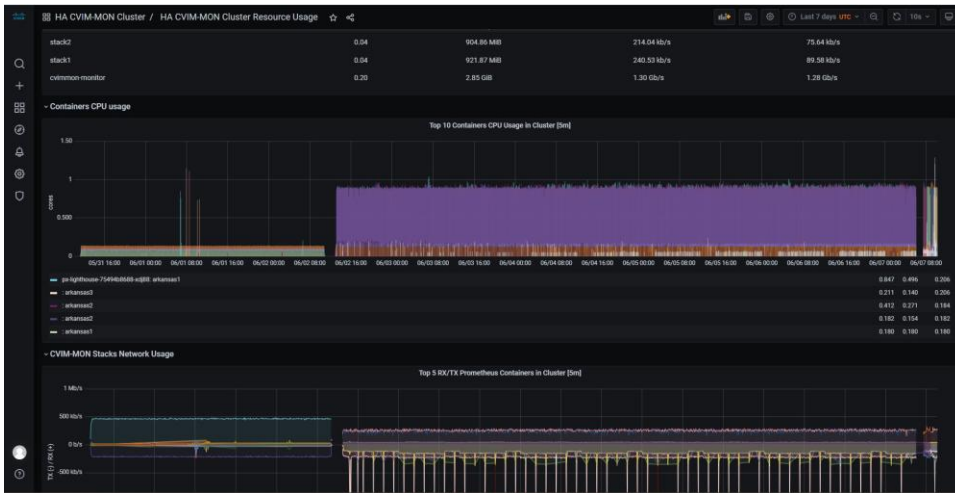 HA CVIM-MON Cluster / HA CVIM-MON Cluster Resource Usage
Last 7 days UTC
10s
stack2 0.04 904.86 MiB 214.04 kb/s 75.64 kb/s
stack1 0.04 921.87 MiB 240.53 kb/s 89.58 kb/s
cvimmon-monitor 0.20 2.85 GiB 1.30 Gb/s 1.28 Gb/s
Containers CPU usage
Top 10 Containers CPU Usage in Cluster [5m]
1.50
1
0.500
0
cores
05/31 16:00 06/01 00:00 06/01 08:00 06/01 16:00 06/02 00:00 06/02 08:00 06/02 16:00 06/03 00:00 06/03 08:00 06/03 16:00 06/04 00:00 06/04 08:00 06/04 16:00 06/05 00:00 06/05 08:00 06/05 16:00 06/06 00:00 06/06 08:00 06/06 16:00 06/07 00:00 06/07 08:00
0.847 0.496 0.206
: arkansas3 0.211 0.140 0.206
: arkansas2 0.412 0.271 0.184
: arkansas2 0.182 0.154 0.182
: arkansas1 0.180 0.180 0.180
CVIM-MON Stacks Network Usage
Top 5 RX/TX Prometheus Containers in Cluster [5m]
1 Mb/s
500 kb/s
0 b/s
-500 kb/s
TX (-) / RX (+)